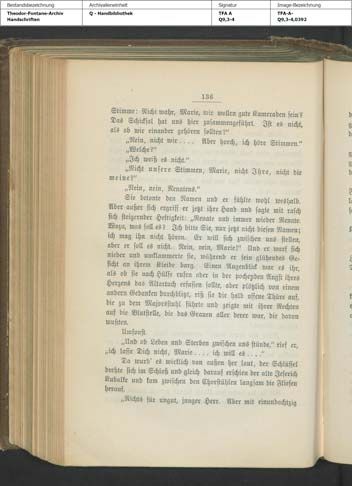 Bestandsbezeichnung
Theodor-Fontane-Archiv
Handschriften
Archivalieneinheit
Q - Handbibliothek
Signatur
TFA A
Q9,3-4
Image-Bezeichnung
TFA-A-
Q9,3-4,0392
136
Stimme: Nicht wahr, Marie, wir wollen gute Kameraden sein?
Das Schicksal hat uns hier zusammengeführt. Ist es nicht,
als ob wir einander gehören sollten?“
„Nein, nicht wir.... Aber horch, ich höre Stimmen.“
„Welche?“
„Ich weiß es nicht.“
„Nicht unsere Stimmen, Marie, nicht Ihre, nicht die
meine?“
„Nein, nein, Renatens.“
Sie betonte den Namen und er fühlte wohl weshalb.
Aber außer sich ergriff er jetzt ihre Hand und sagte mit rasch
sich steigender Heftigkeit: „Renate und immer wieder Renate.
Wozu, was soll es? Ich bitte Sie, nur jetzt nicht diesen Namen;
ich mag ihn nicht hören. Er will sich zwischen uns stellen,
aber er soll es nicht. Nein, nein, Marie!“ Und er warf sich
nieder und umklammerte sie, während er sein glühendes Ge-
sicht an ihrem Kleide barg. Einen Augenblick war es ihr,
als ob sie nach Hülfe rufen oder in der pochenden Angst ihres
Herzens das Altartuch erfassen sollte, aber plötzlich von einem
andern Gedanken durchblitzt, riß sie die halb offene Thüre auf,
die zu dem Majorsstuhl führte und zeigte mit ihrer Rechten
auf die Blutstelle, die das Grauen aller derer war, die davon
wußten.
Umsonst.
„Und ob Leben und Sterben zwischen uns stünde,“ rief er,
„ich lasse Dich nicht, Marie.... ich will es....“
Da wurd' es wirklich von außen her laut, der Schlüssel
drehte sich im Schloß und gleich darauf erschien der alte Jeserich
Kubalke und kam zwischen den Chorstühlen langsam die Fliesen
herauf.
„Nichts für ungut, junger Herr. Aber mit einundachtzig